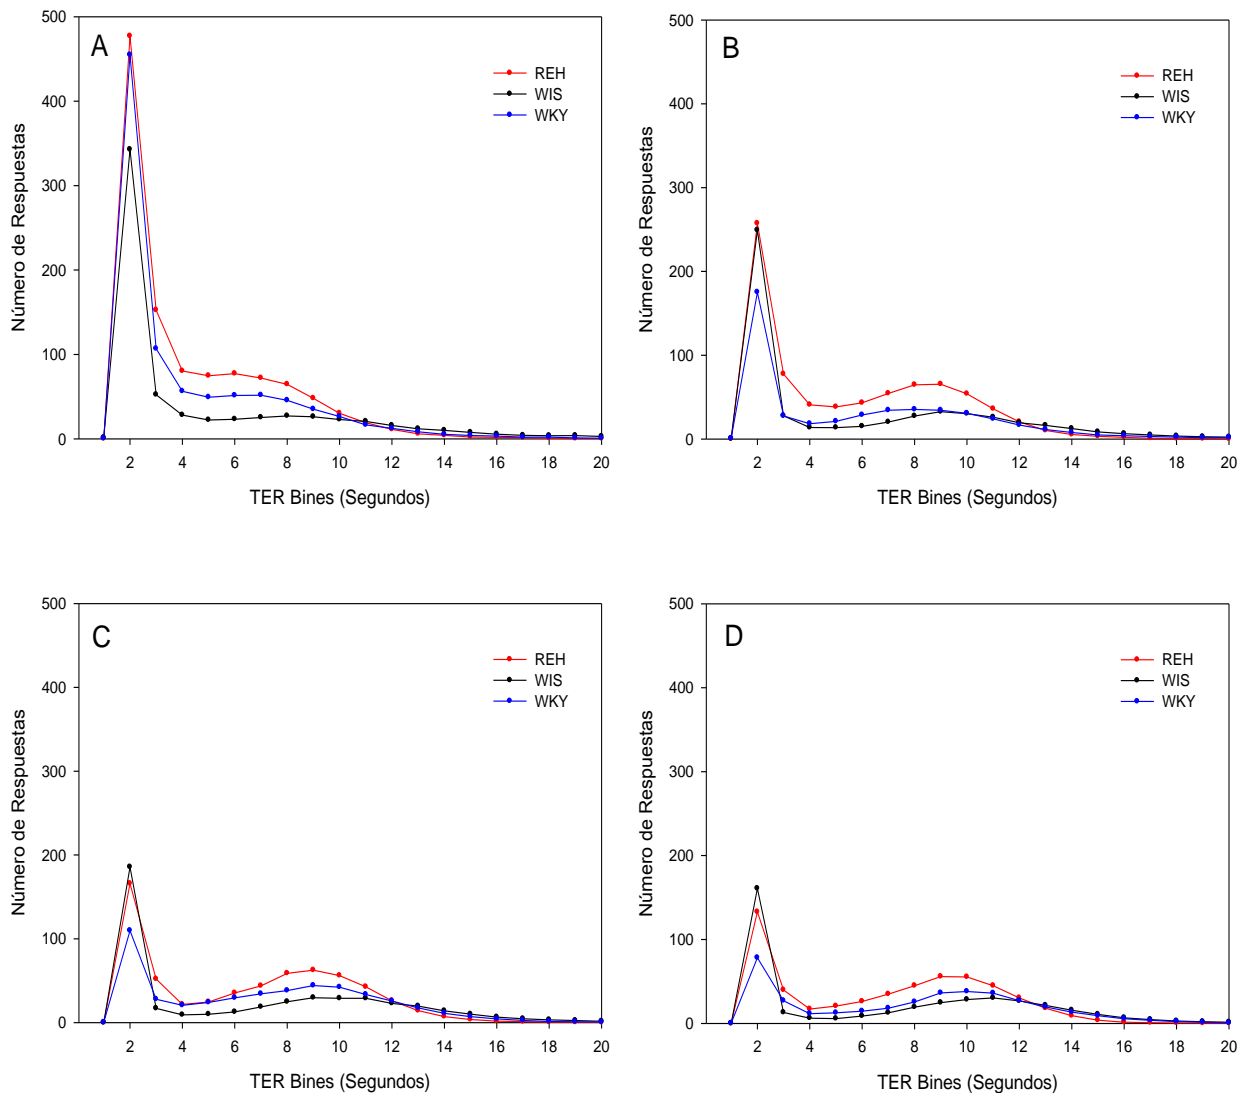 A
500
400
300
200
100
0
2 4 6 8 10 12 14 16 18 20
Número de Respuestas
TER Bines (Segundos)
REH
WIS
WKY
B
500
400
300
200
100
0
2 4 6 8 10 12 14 16 18 20
Número de Respuestas
TER Bines (Segundos)
REH
WIS
WKY
C
500
400
300
200
100
0
2 4 6 8 10 12 14 16 18 20
Número de Respuestas
TER Bines (Segundos)
REH
WIS
WKY
D
500
400
300
200
100
0
2 4 6 8 10 12 14 16 18 20
Número de Respuestas
TER Bines (Segundos)
REH
WIS
WKY